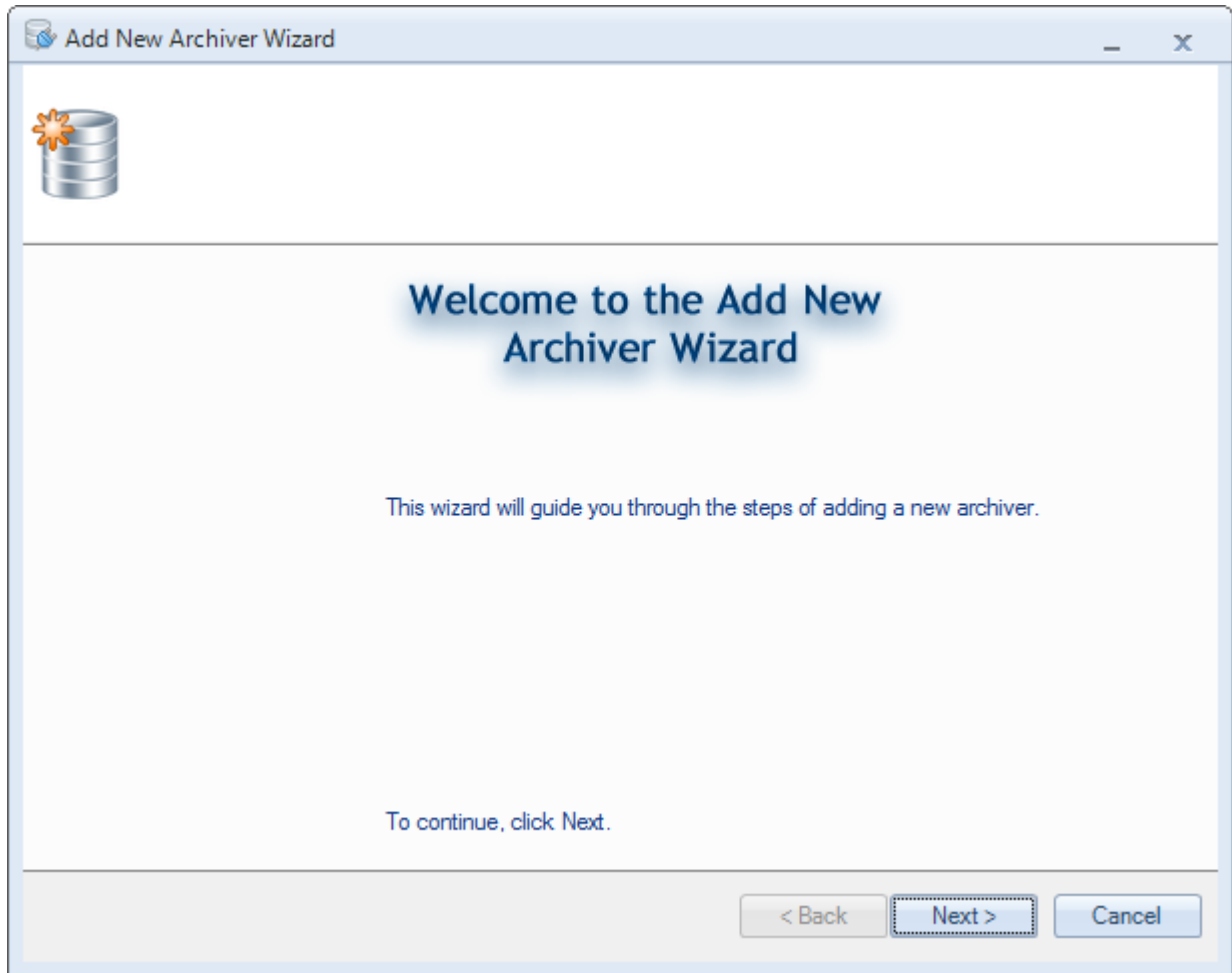 Add New Archiver Wizard
Welcome to the Add New
Archiver Wizard
This wizard will guide you through the steps of adding a new archiver.
To continue, click Next.
< Back
Next >
Cancel